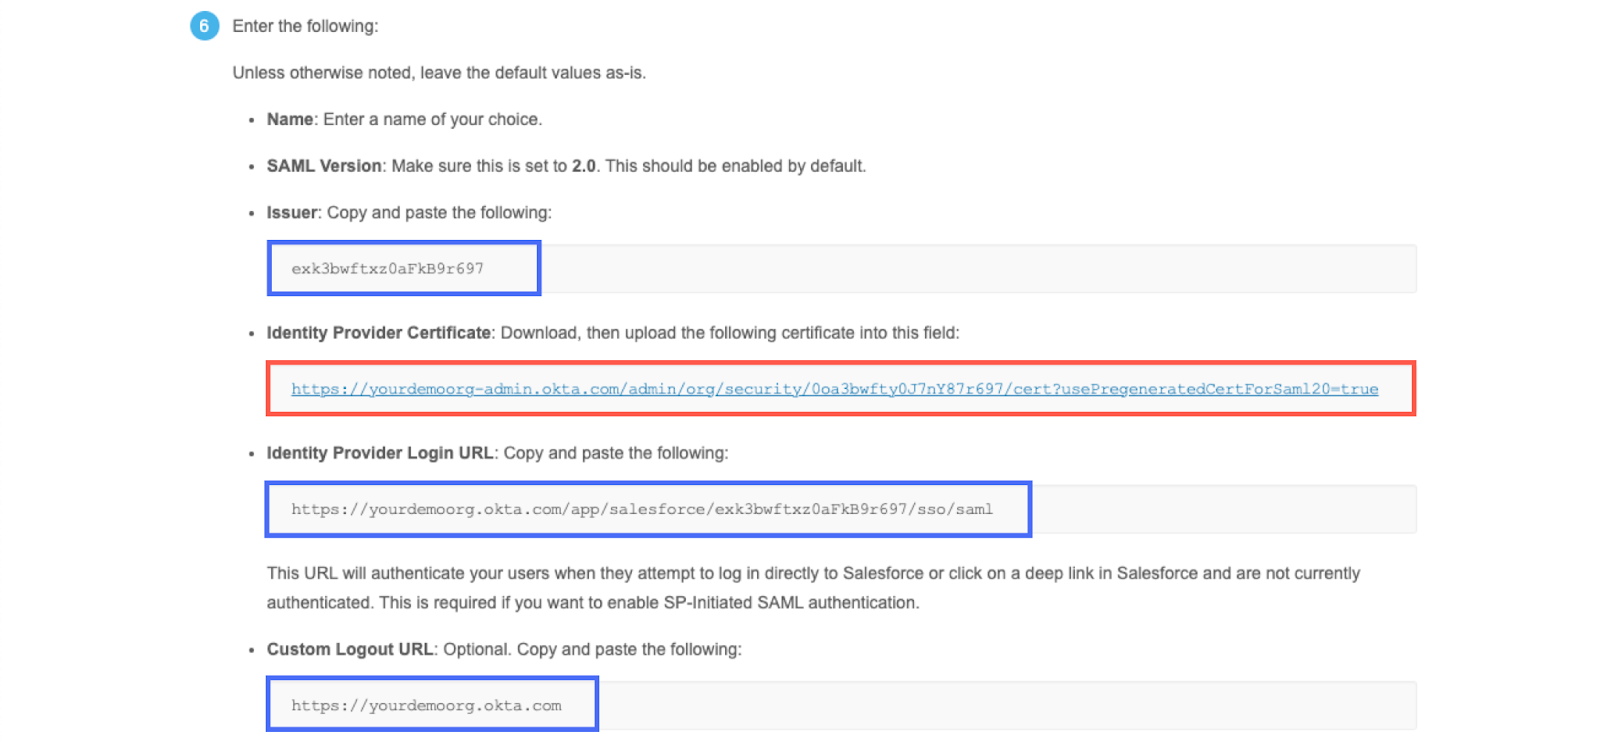 6 Enter the following:
Unless otherwise noted, leave the default values as-is.
• Name: Enter a name of your choice.
• SAML Version: Make sure this is set to 2.0. This should be enabled by default.
• Issuer: Copy and paste the following:
exk3bwftxz0aFkB9r697
• Identity Provider Certificate: Download, then upload the following certificate into this field:
https://yourdemoorg-admin.okta.com/admin/org/security/0oa3bwfty0J7nY87r697/cert?usePregeneratedCertForSaml20=true
• Identity Provider Login URL: Copy and paste the following:
https://yourdemoorg.okta.com/app/salesforce/exk3bwftxz0aFkB9r697/sso/saml
This URL will authenticate your users when they attempt to log in directly to Salesforce or click on a deep link in Salesforce and are not currently
authenticated. This is required if you want to enable SP-Initiated SAML authentication.
• Custom Logout URL: Optional. Copy and paste the following:
https://yourdemoorg.okta.com